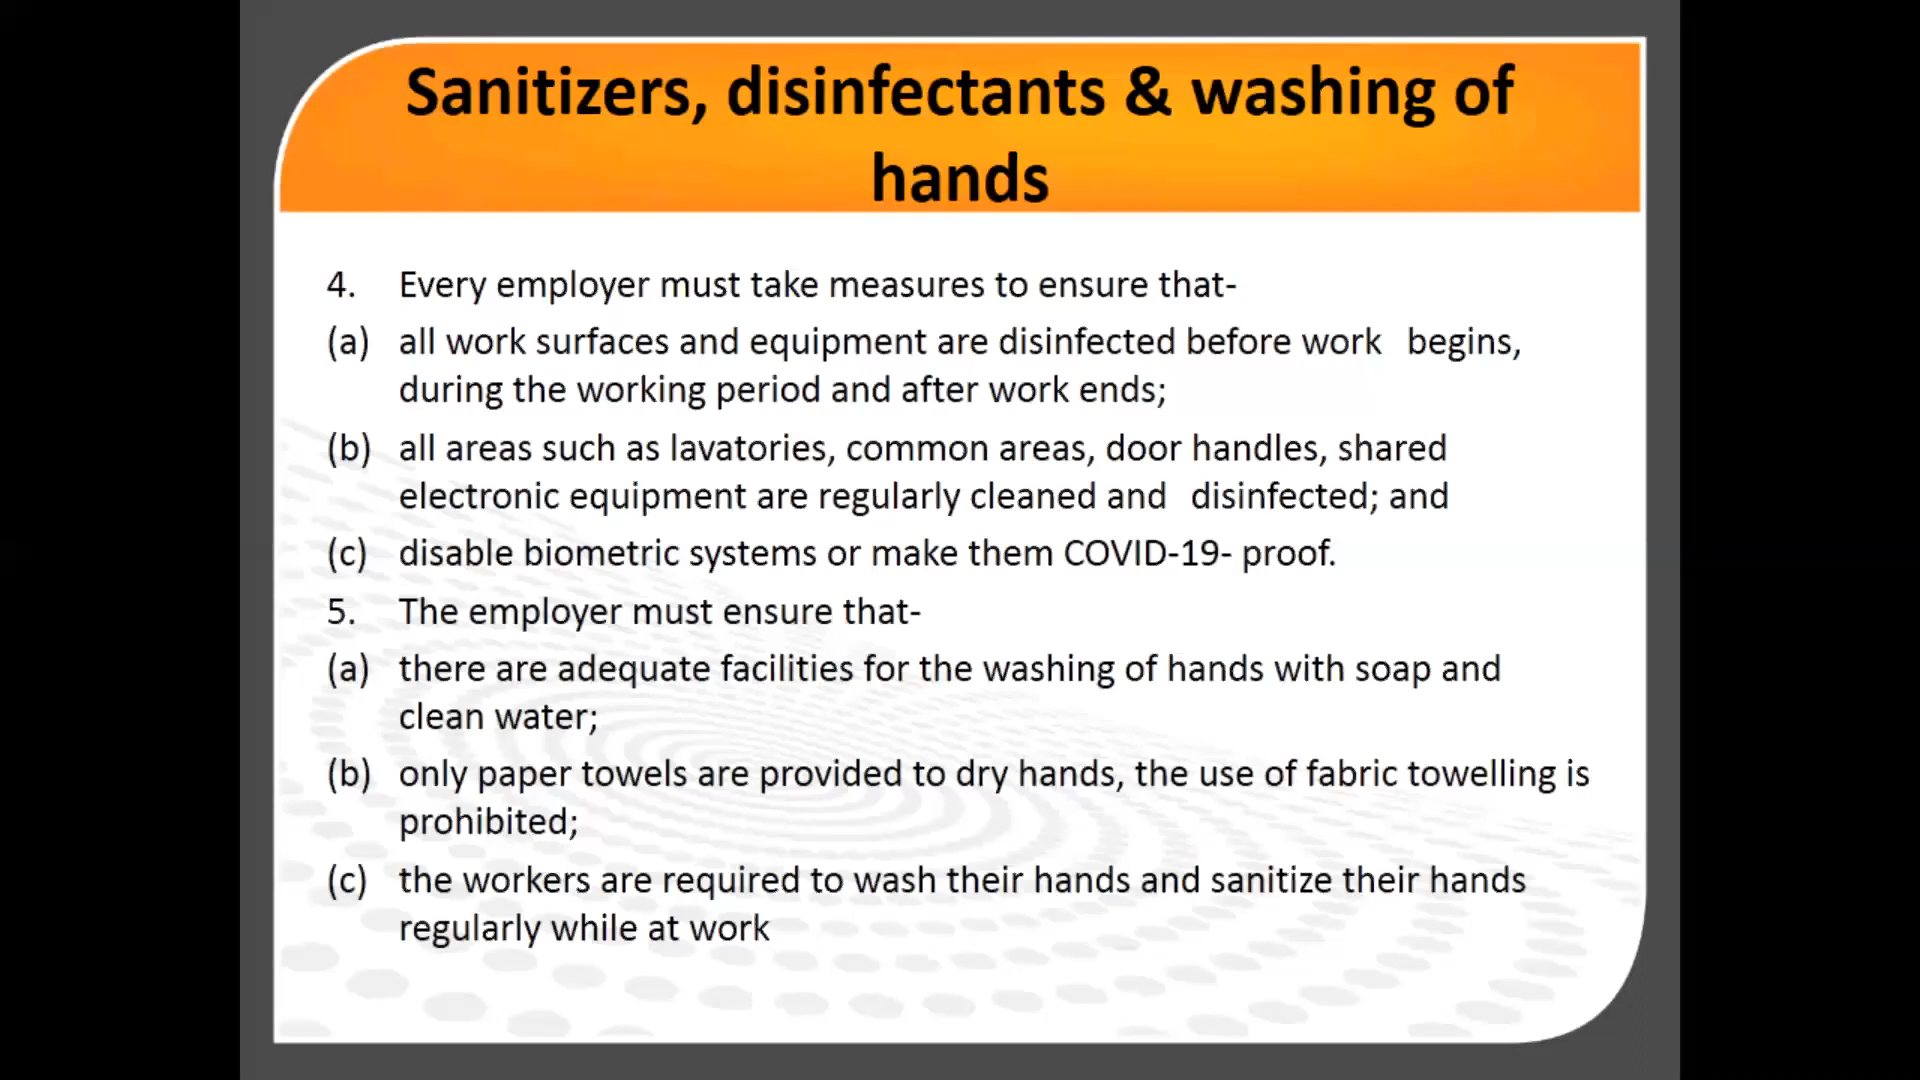 Sanitizers, disinfectants & washing of
hands
4. Every employer must take measures to ensure that-
(a) all work surfaces and equipment are disinfected before work begins,
during the working period and after work ends;
(b) all areas such as lavatories, common areas, door handles, shared
electronic equipment are regularly cleaned and disinfected; and
(c) disable biometric systems or make them COVID-19- proof.
5. The employer must ensure that-
(a) there are adequate facilities for the washing of hands with soap and
clean water;
(b) only paper towels are provided to dry hands, the use of fabric towelling is
prohibited;
(c) the workers are required to wash their hands and sanitize their hands
regularly while at work